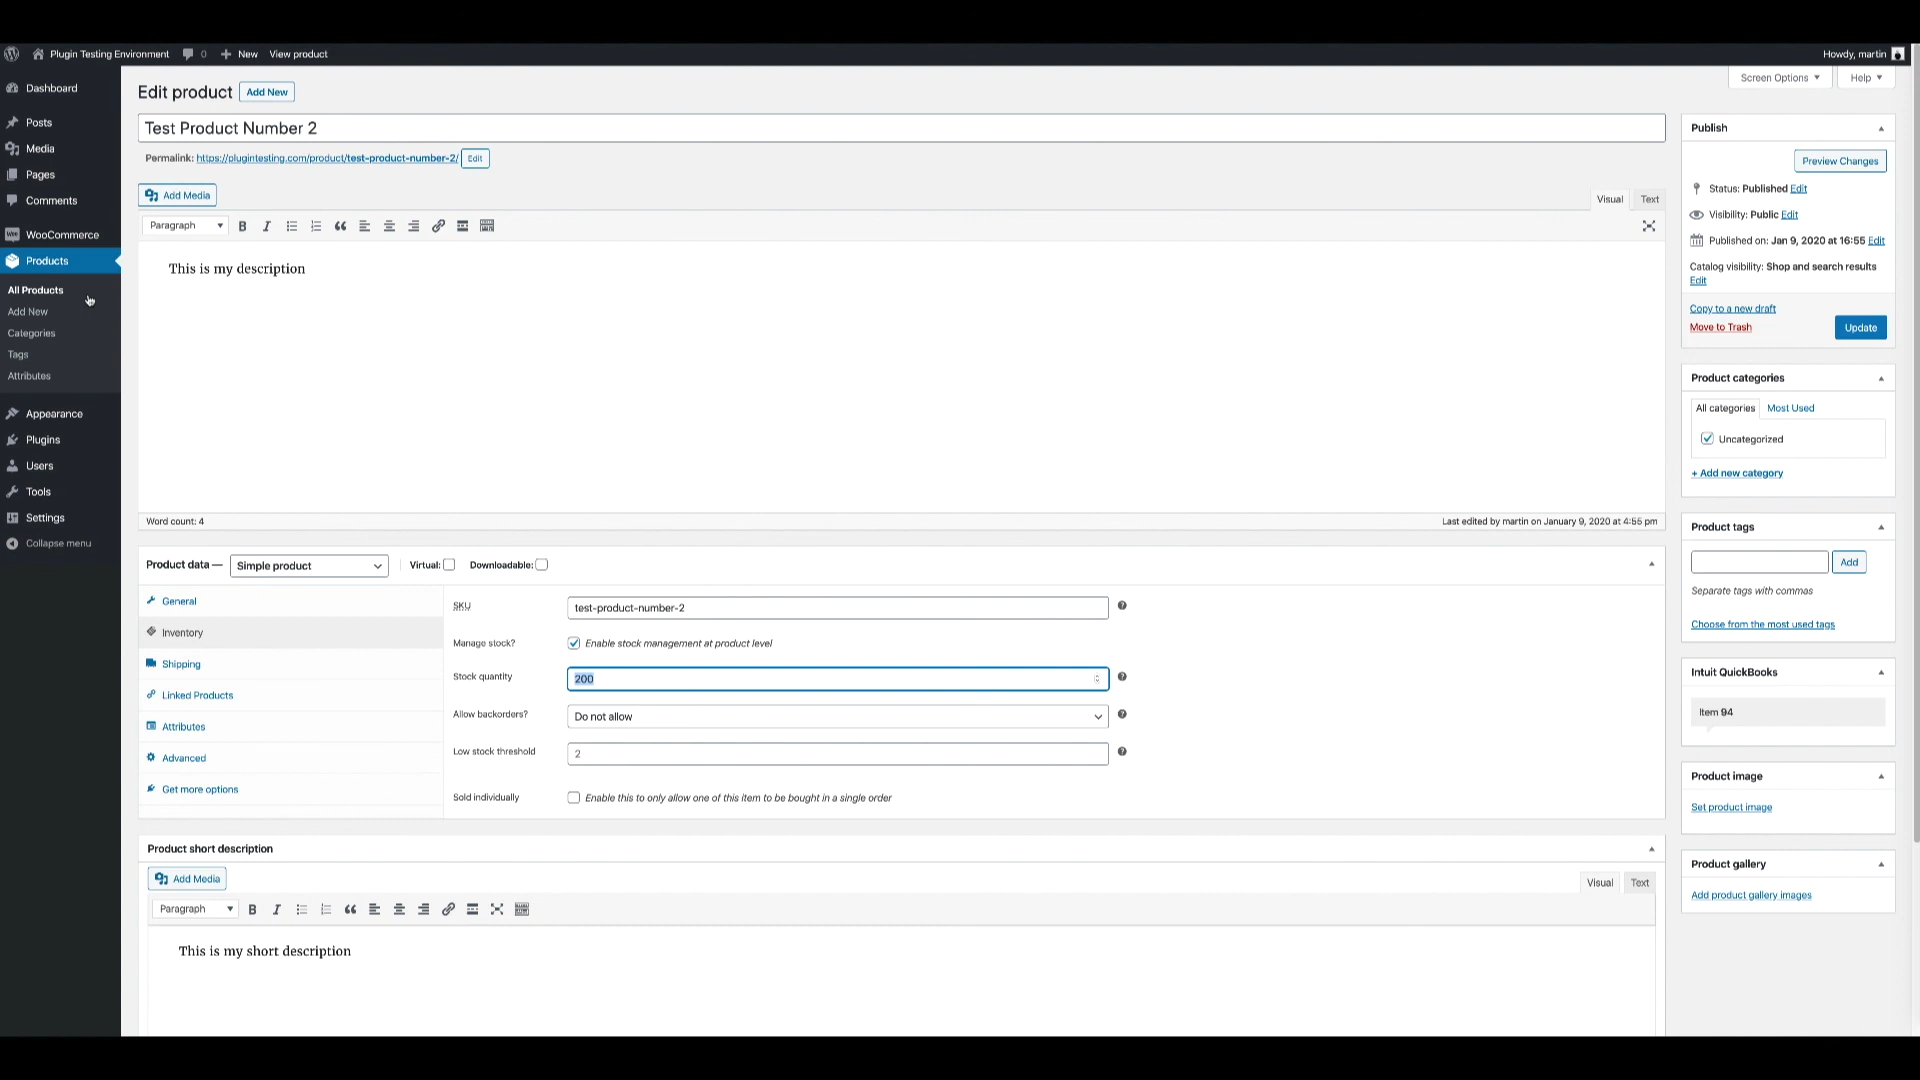 Plugin Testing Environment 0 New View product Howdy, martin
Screen Options Help
Dashboard
Posts
Media
Pages
Comments
WooCommerce
Products
All Products
Add New
Categories
Tags
Attributes
Appearance
Plugins
Users
Tools
Settings
Collapse menu
Edit product Add New
Test Product Number 2
Permalink: https://plugintesting.com/product/test-product-number-2/ Edit
Add Media
Visual Text
Paragraph B I
This is my description
Word count: 4 Last edited by martin on January 9, 2020 at 4:55 pm
Product data — Simple product Virtual: Downloadable:
General
Inventory
Shipping
Linked Products
Attributes
Advanced
Get more options
SKU test-product-number-2
Manage stock? Enable stock management at product level
Stock quantity 200
Allow backorders? Do not allow
Low stock threshold 2
Sold individually Enable this to only allow one of this item to be bought in a single order
Product short description
Add Media
Visual Text
Paragraph B I
This is my short description
Publish
Preview Changes
Status: Published Edit
Visibility: Public Edit
Published on: Jan 9, 2020 at 16:55 Edit
Catalog visibility: Shop and search results
Edit
Copy to a new draft
Move to Trash
Update
Product categories
All categories Most Used
Uncategorized
+ Add new category
Product tags
Add
Separate tags with commas
Choose from the most used tags
Intuit QuickBooks
Item 94
Product image
Set product image
Product gallery
Add product gallery images